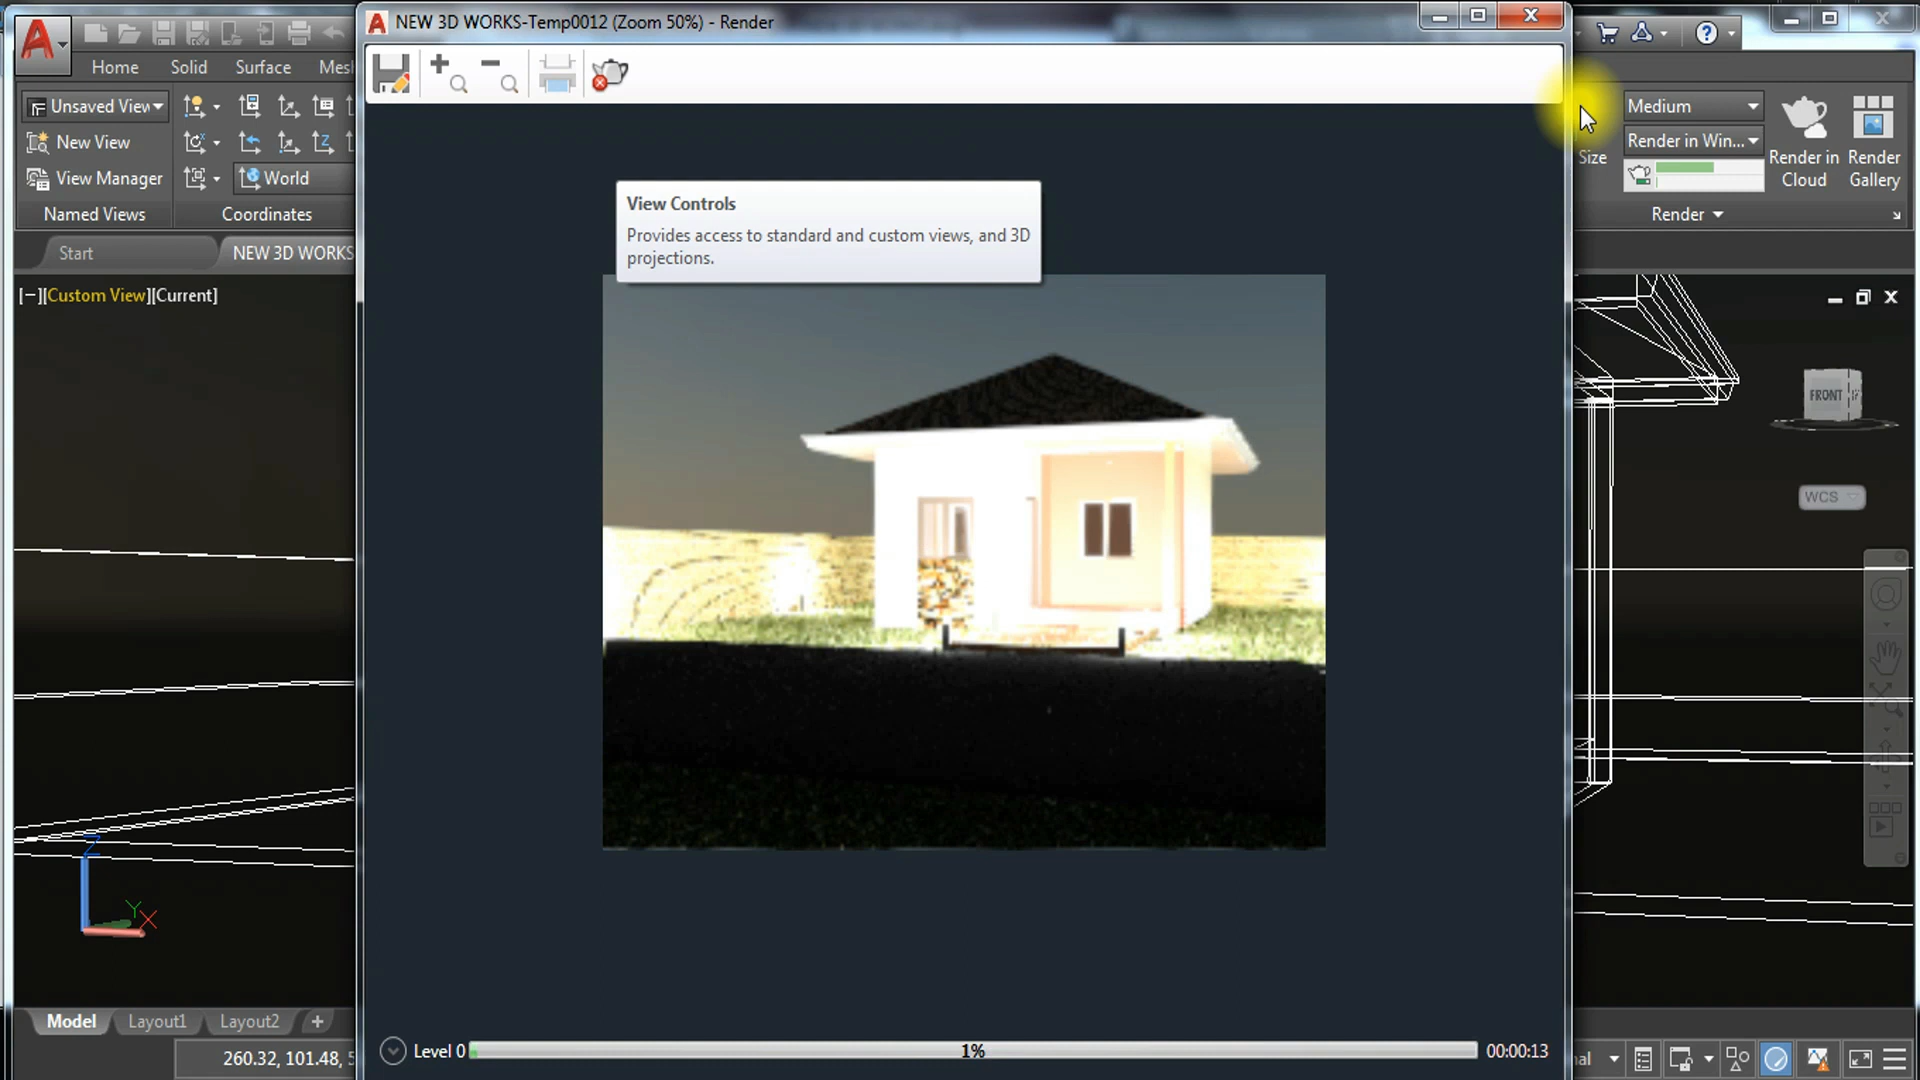 NEW 3D WORKS-Temp0012 (Zoom 50%) - Render
Home Solid Surface Mesh
Unsaved View
New View
View Manager
World
Named Views
Coordinates
Size
Medium
Render in Win...
Render in
Cloud
Render
Gallery
Render
Start
NEW 3D WORKS
[−][Custom View][Current]
View Controls
Provides access to standard and custom views, and 3D
projections.
FRONT
WCS
Z
Y
X
Model Layout1 Layout2 +
260.32, 101.48, 5
Level 0
1%
00:00:13